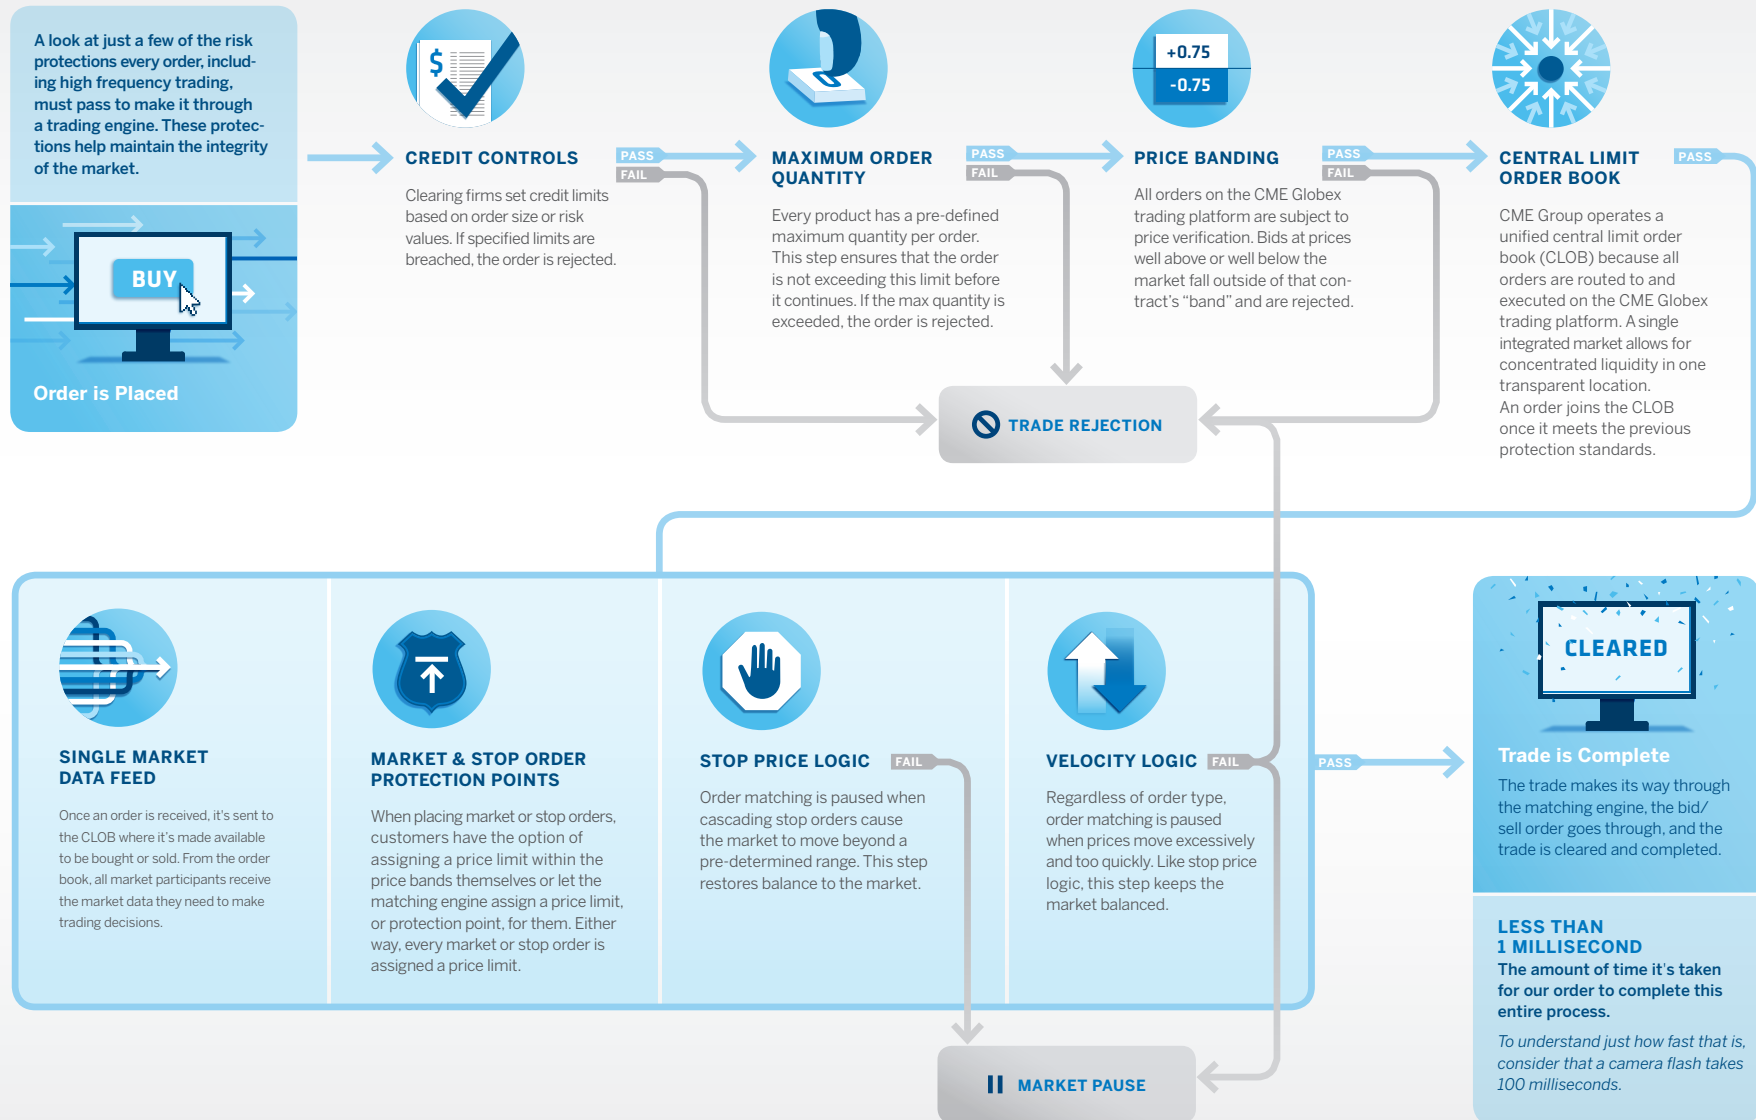 A look at just a few of the risk
protections every order, includ-
ing high frequency trading,
must pass to make it through
a trading engine. These protec-
tions help maintain the integrity
of the market.
BUY
Order is Placed
$
CREDIT CONTROLS
Clearing firms set credit limits
based on order size or risk
values. If specified limits are
breached, the order is rejected.
PASS
FAIL
MAXIMUM ORDER
QUANTITY
Every product has a pre-defined
maximum quantity per order.
This step ensures that the order
is not exceeding this limit before
it continues. If the max quantity is
exceeded, the order is rejected.
PASS
FAIL
+0.75
-0.75
PRICE BANDING
All orders on the CME Globex
trading platform are subject to
price verification. Bids at prices
well above or well below the
market fall outside of that con-
tract's “band” and are rejected.
PASS
FAIL
CENTRAL LIMIT
ORDER BOOK
CME Group operates a
unified central limit order
book (CLOB) because all
orders are routed to and
executed on the CME Globex
trading platform. A single
integrated market allows for
concentrated liquidity in one
transparent location.
An order joins the CLOB
once it meets the previous
protection standards.
PASS
TRADE REJECTION
SINGLE MARKET
DATA FEED
Once an order is received, it's sent to
the CLOB where it's made available
to be bought or sold. From the order
book, all market participants receive
the market data they need to make
trading decisions.
MARKET & STOP ORDER
PROTECTION POINTS
When placing market or stop orders,
customers have the option of
assigning a price limit within the
price bands themselves or let the
matching engine assign a price limit,
or protection point, for them. Either
way, every market or stop order is
assigned a price limit.
STOP PRICE LOGIC
FAIL
Order matching is paused when
cascading stop orders cause
the market to move beyond a
pre-determined range. This step
restores balance to the market.
VELOCITY LOGIC
FAIL
Regardless of order type,
order matching is paused
when prices move excessively
and too quickly. Like stop price
logic, this step keeps the
market balanced.
PASS
MARKET PAUSE
CLEARED
Trade is Complete
The trade makes its way through
the matching engine, the bid/
sell order goes through, and the
trade is cleared and completed.
LESS THAN
1 MILLISECOND
The amount of time it's taken
for our order to complete this
entire process.
To understand just how fast that is,
consider that a camera flash takes
100 milliseconds.